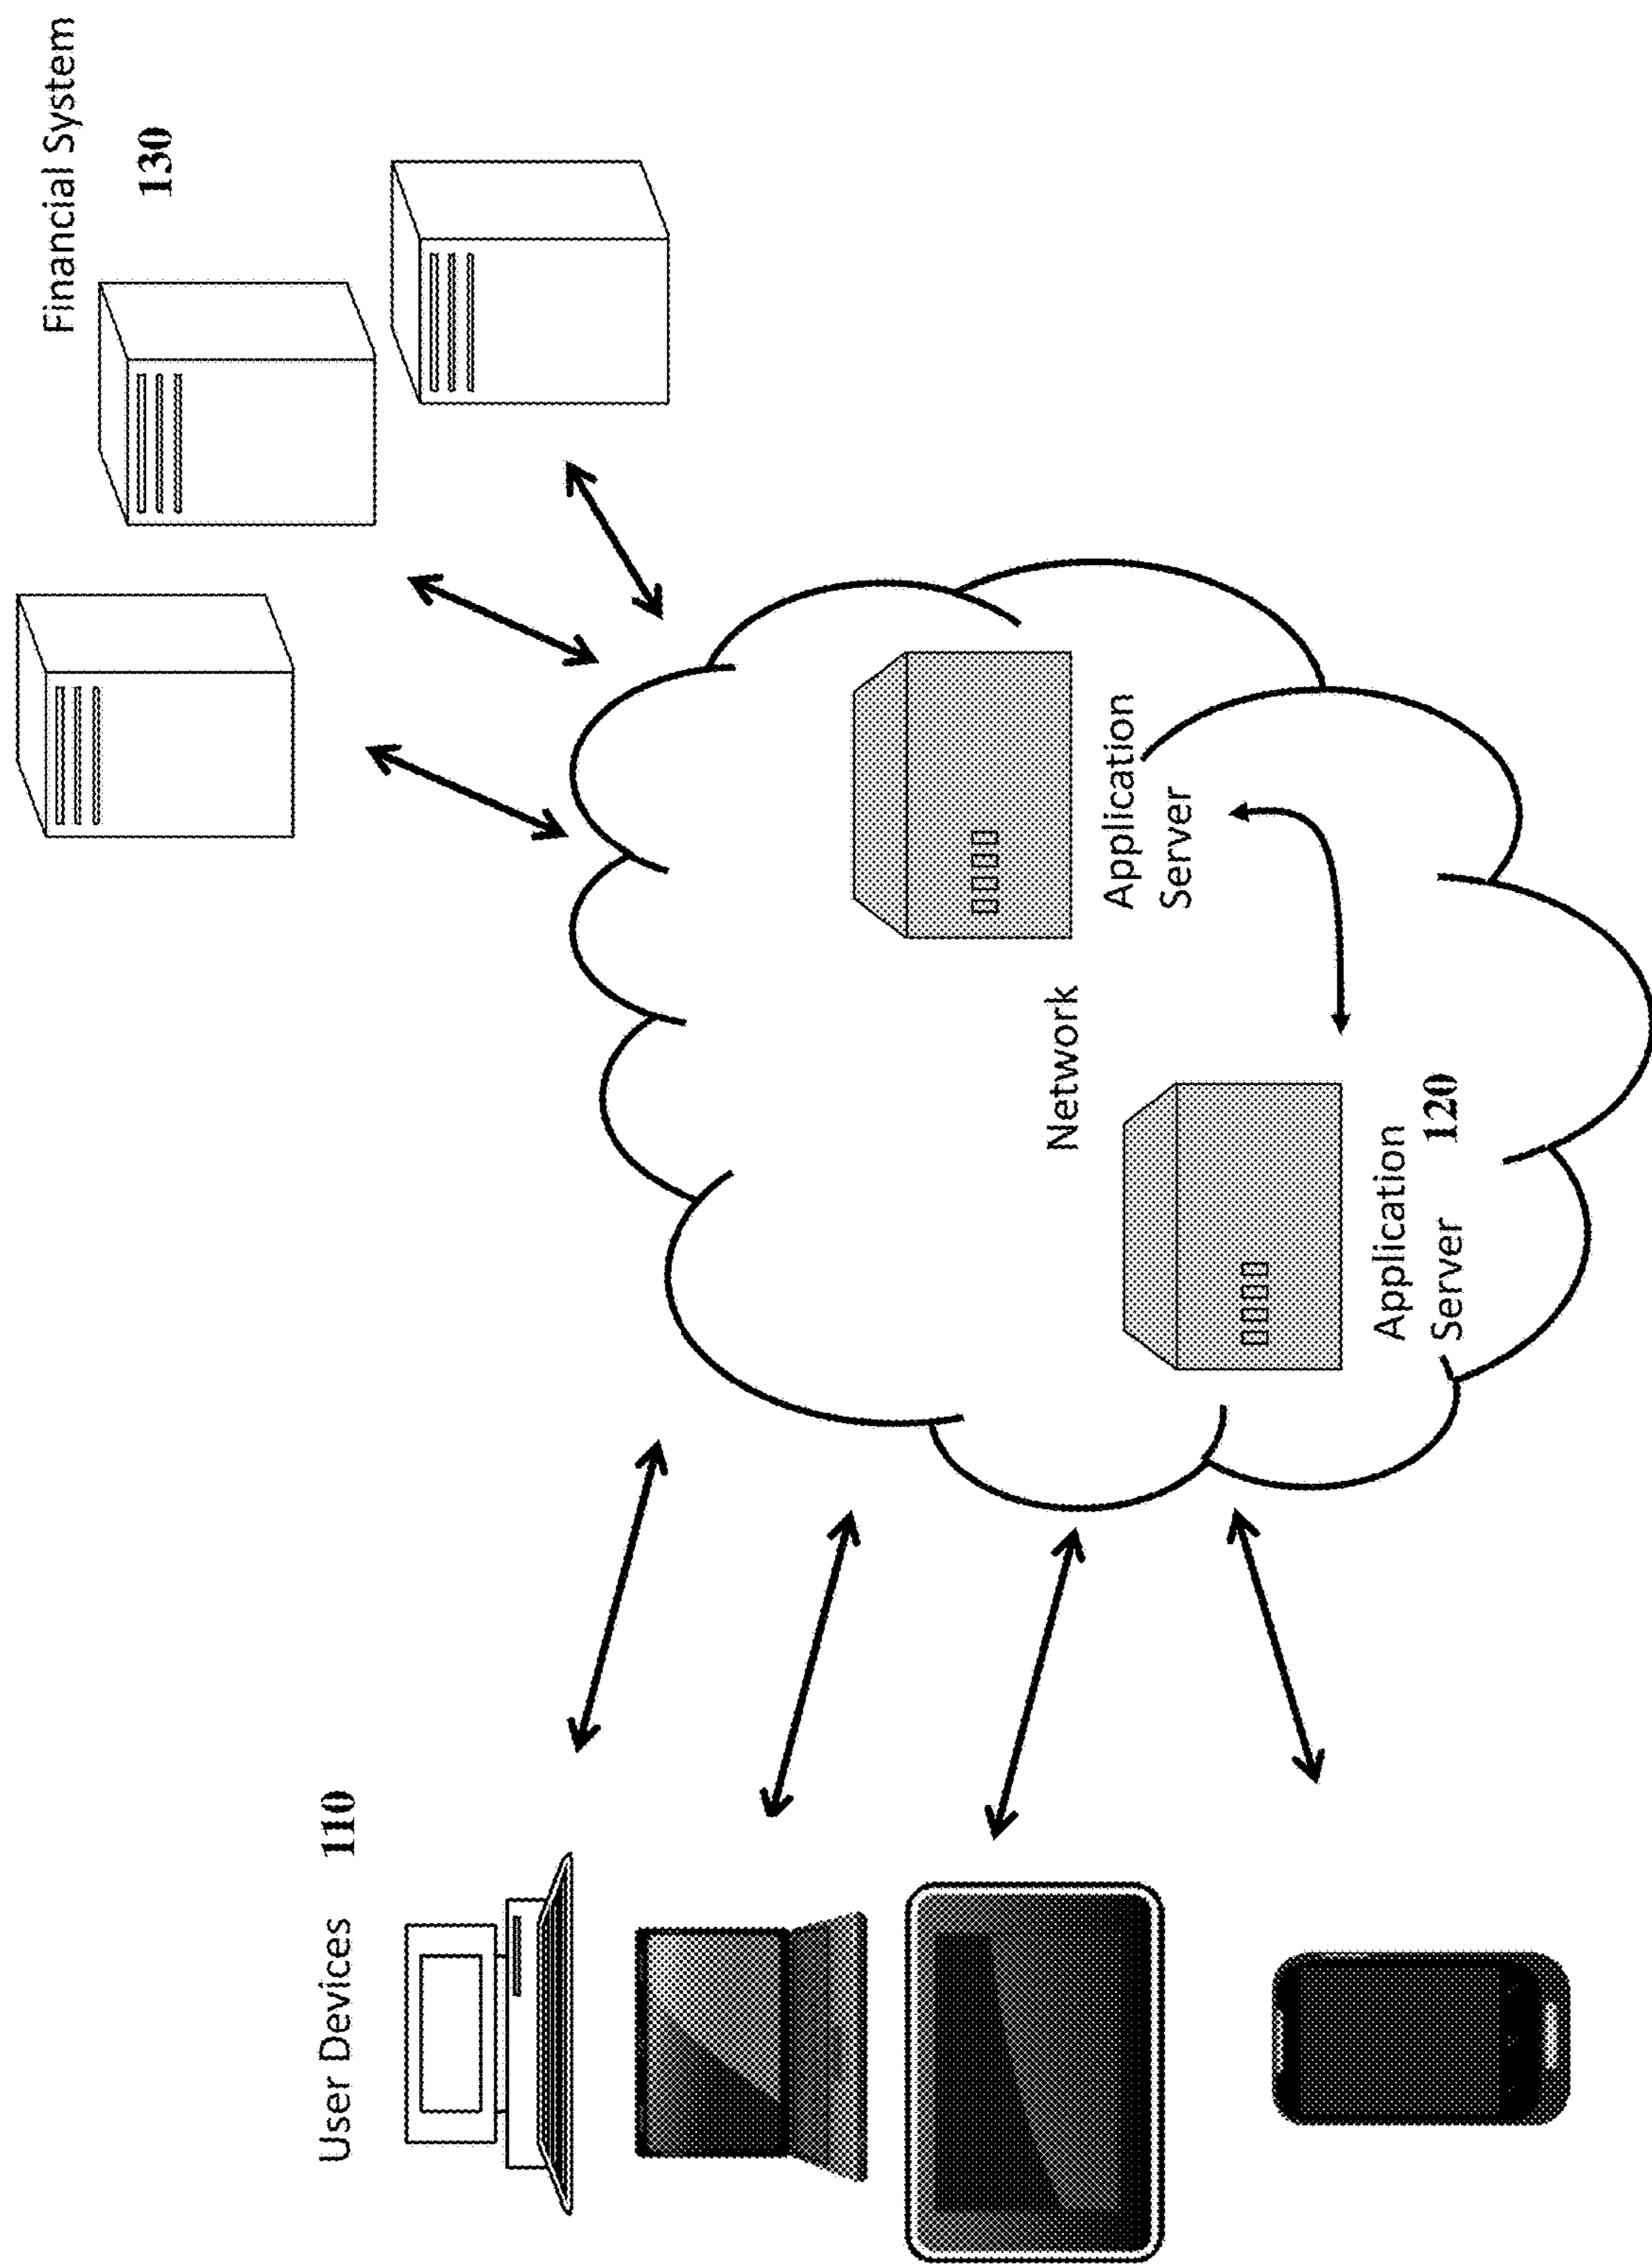 User Devices 110
Financial System
130
Network
Application
Server
Application
Server 120